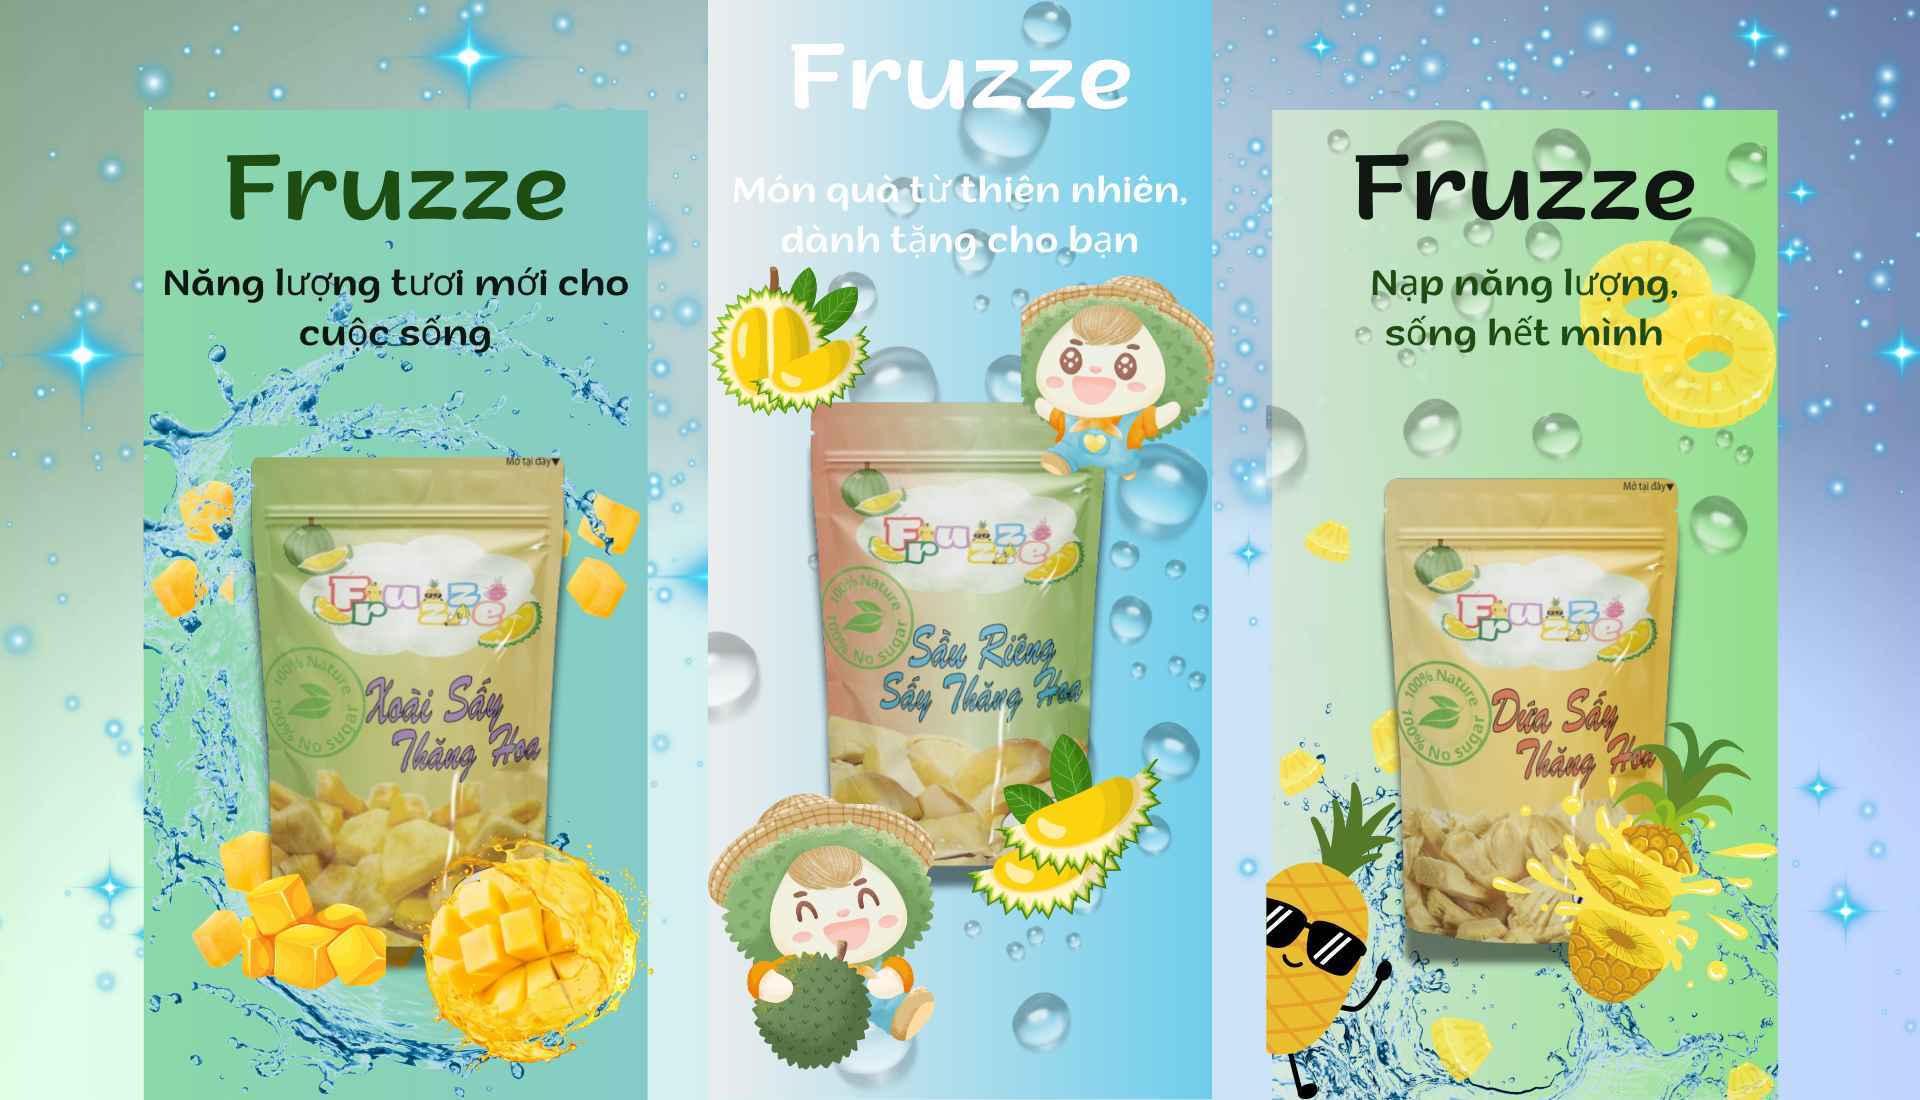 Fruzze
Năng lượng tươi mới cho
cuộc sống
Mở tại đây▼
Fruzze
100% Nature
100% No sugar
Xoài Sấy
Thăng Hoa
Fruzze
Món quà từ thiên nhiên,
dành tặng cho bạn
Fruzze
100% Nature
100% No sugar
Sầu Riêng
Sấy Thăng Hoa
Fruzze
Nạp năng lượng,
sống hết mình
Mở tại đây▼
Fruzze
100% Nature
100% No sugar
Dứa Sấy
Thăng Hoa